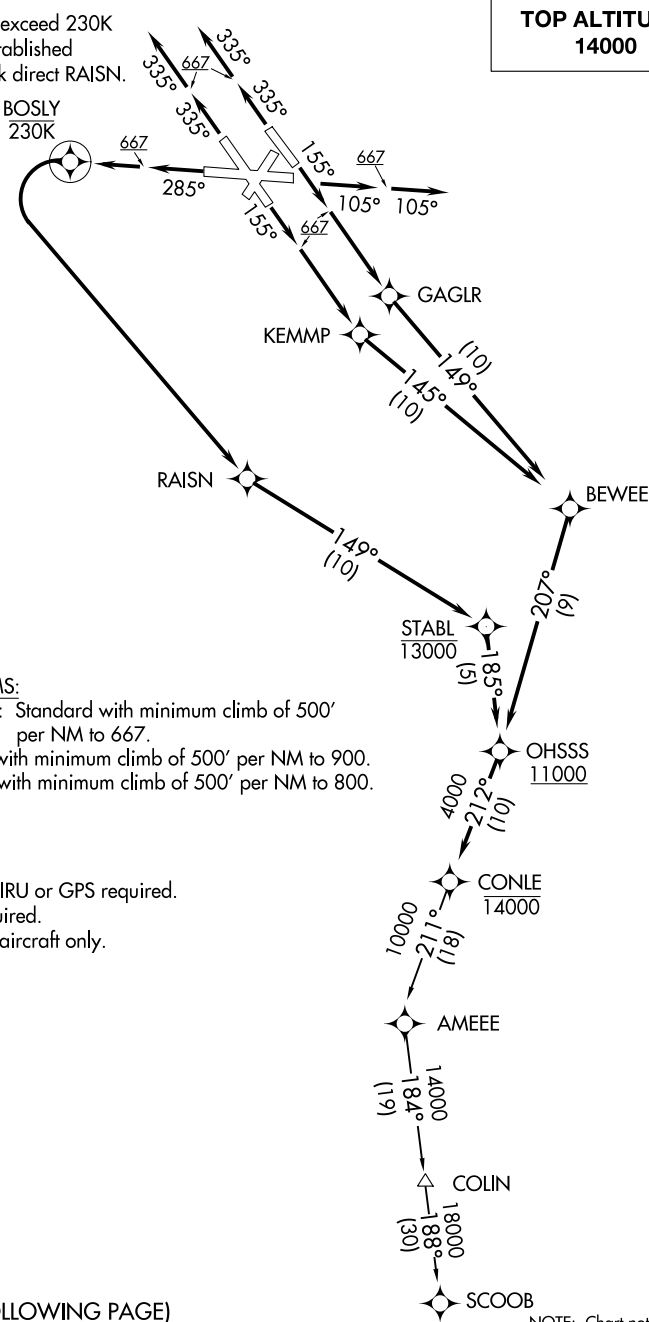 exceed 230K
tablished
k direct RAISN.
TOP ALTITU
14000
BOSLY
230K
335°
667
335°
335°
335°
667
285°
155°
667
105°
105°
155°
667
GAGLR
KEMMP
(10)
149°
145°
(10)
RAISN
BEWEE
149°
(10)
207°
(9)
STABL
13000
185°
(5)
MS:
: Standard with minimum climb of 500'
per NM to 667.
with minimum climb of 500' per NM to 900.
with minimum climb of 500' per NM to 800.
OHSSS
11000
4000
212°
(10)
IRU or GPS required.
uired.
aircraft only.
CONLE
14000
10000
211°
(18)
AMEEE
14000
184°
(19)
COLIN
18000
188°
(30)
SCOOB
OLLOWING PAGE)
NOTE: Chart not